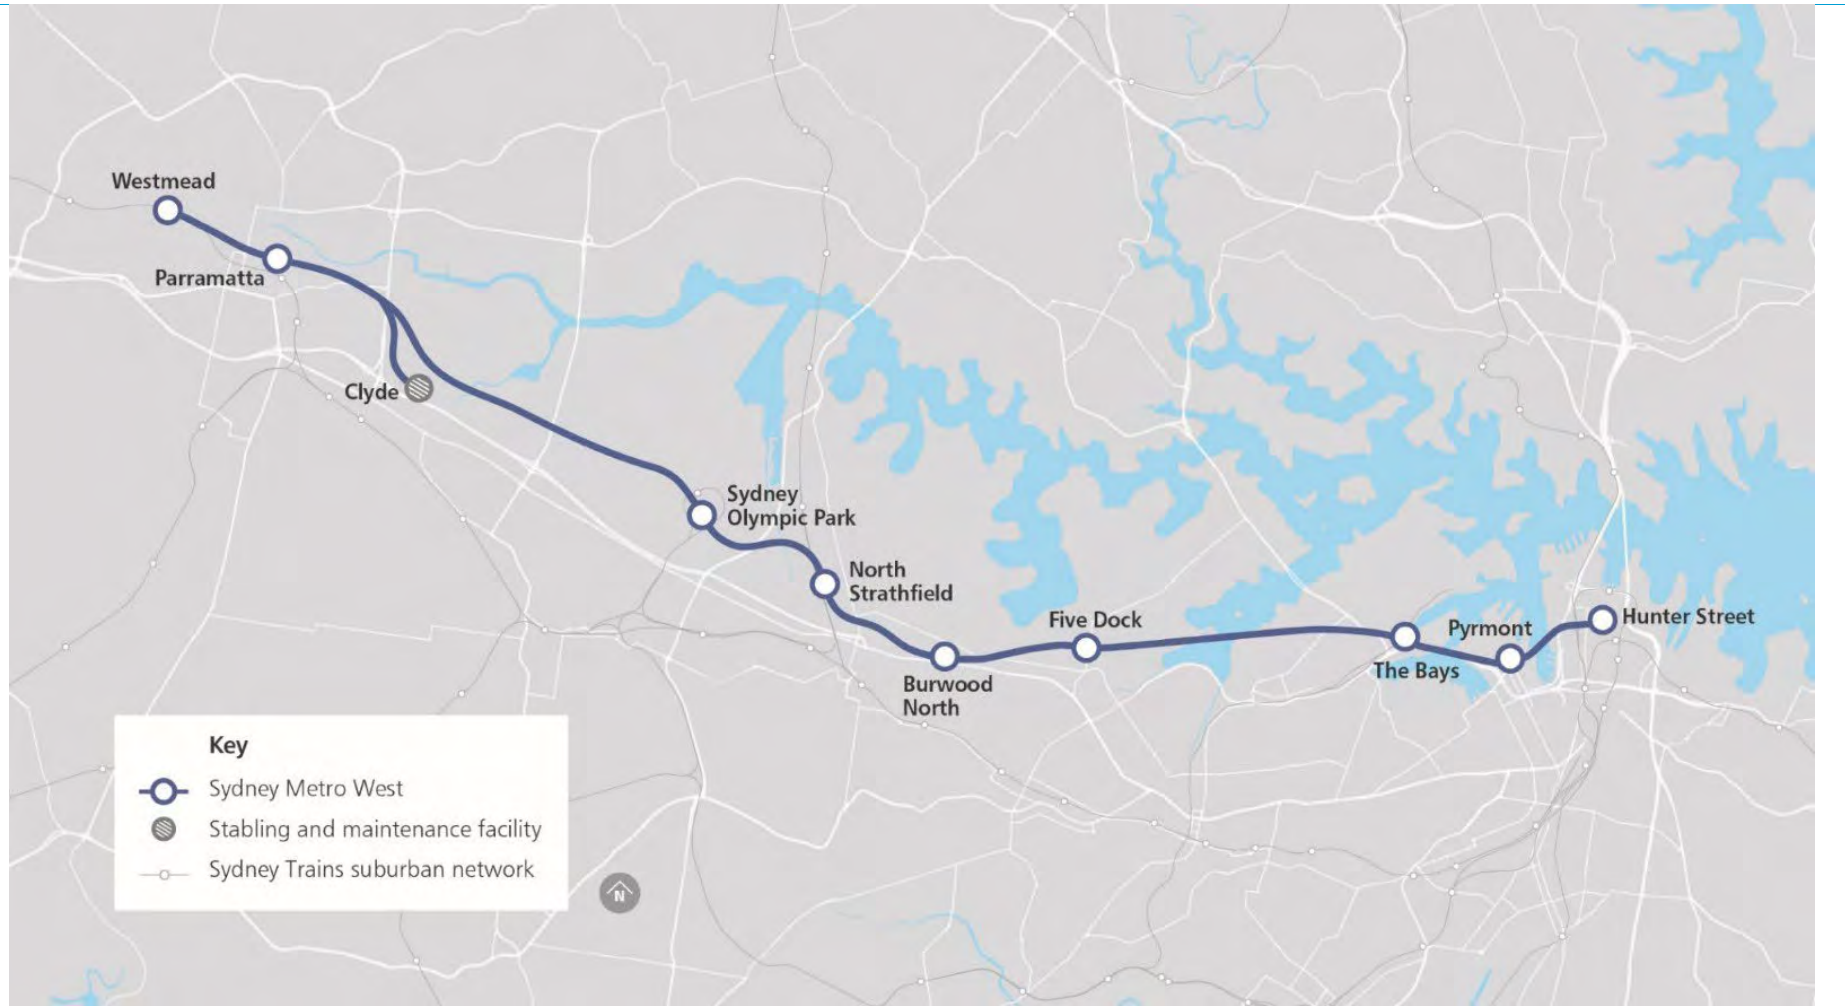 Westmead
Parramatta
Clyde
Sydney
Olympic Park
North
Strathfield
Five Dock
Burwood
North
Pyrmont
The Bays
Hunter Street
Key
Sydney Metro West
Stabling and maintenance facility
Sydney Trains suburban network
N